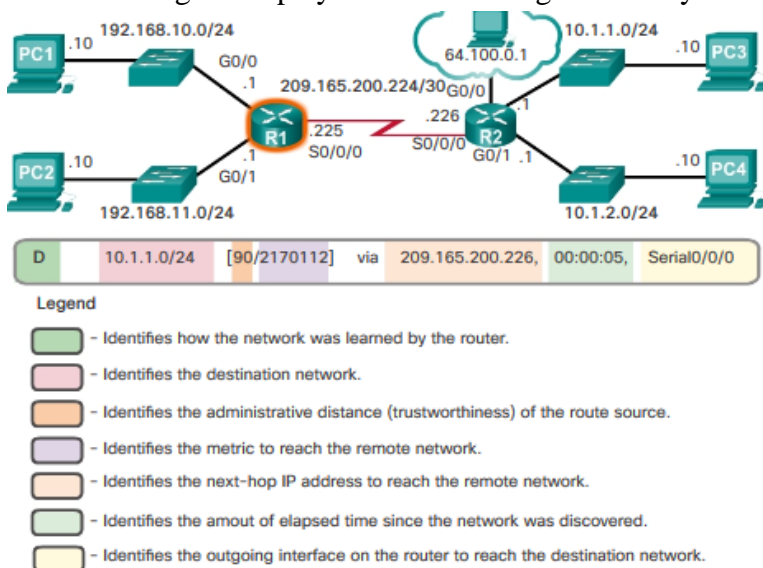 192.168.10.0/24
PC1
.10
G0/0
.1
209.165.200.224/30
R1
.225
S0/0/0
PC2
.10
.1
G0/1
192.168.11.0/24
64.100.0.1
G0/0
.226
R2
S0/0/0
G0/1
.1
.1
10.1.1.0/24
.10
PC3
.10
PC4
10.1.2.0/24
D 10.1.1.0/24 [90/2170112] via 209.165.200.226, 00:00:05, Serial0/0/0
Legend
- Identifies how the network was learned by the router.
- Identifies the destination network.
- Identifies the administrative distance (trustworthiness) of the route source.
- Identifies the metric to reach the remote network.
- Identifies the next-hop IP address to reach the remote network.
- Identifies the amout of elapsed time since the network was discovered.
- Identifies the outgoing interface on the router to reach the destination network.